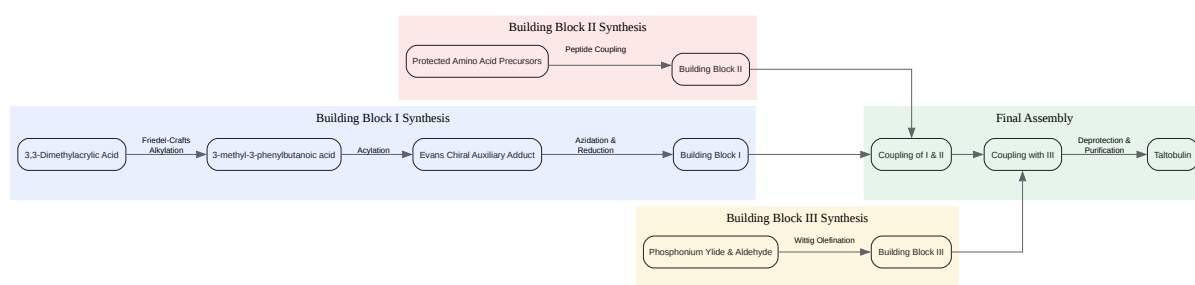 Building Block II Synthesis
Protected Amino Acid Precursors
Peptide Coupling
Building Block II
Building Block I Synthesis
3,3-Dimethylacrylic Acid
Friedel-Crafts
Alkylation
3-methyl-3-phenylbutanoic acid
Acylation
Evans Chiral Auxiliary Adduct
Azidation &
Reduction
Building Block I
Final Assembly
Coupling of I & II
Coupling with III
Deprotection &
Purification
Taltobulin
Building Block III Synthesis
Phosphonium Ylide & Aldehyde
Wittig Olefination
Building Block III